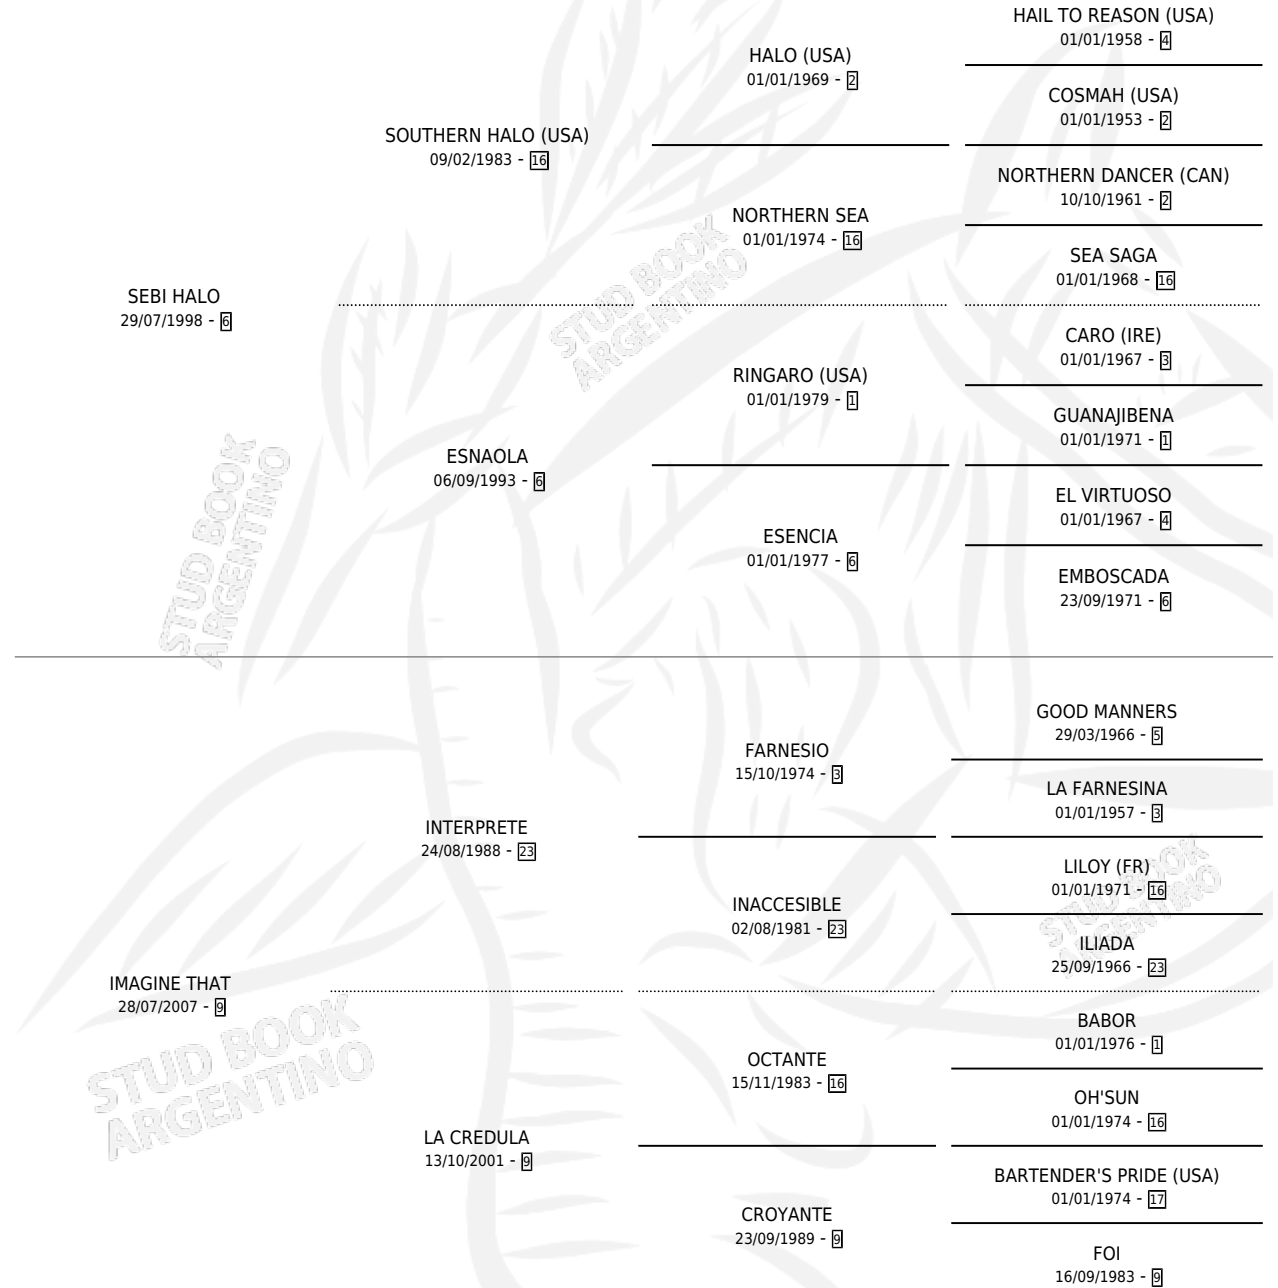 HAIL TO REASON (USA)
01/01/1958 - 4
HALO (USA)
01/01/1969 - 2
COSMAH (USA)
01/01/1953 - 2
SOUTHERN HALO (USA)
09/02/1983 - 16
NORTHERN DANCER (CAN)
10/10/1961 - 2
NORTHERN SEA
01/01/1974 - 16
SEA SAGA
01/01/1968 - 16
SEBI HALO
29/07/1998 - 6
CARO (IRE)
01/01/1967 - 3
RINGARO (USA)
01/01/1979 - 1
GUANAJIBENA
01/01/1971 - 1
ESNAOLA
06/09/1993 - 6
EL VIRTUOSO
01/01/1967 - 4
ESENCIA
01/01/1977 - 6
EMBOSCADA
23/09/1971 - 6
STUD BOOK
ARGENTINO
STUD BOOK
ARGENTINO
GOOD MANNERS
29/03/1966 - 5
FARNESIO
15/10/1974 - 3
LA FARNESINA
01/01/1957 - 3
INTERPRETE
24/08/1988 - 23
LILOY (FR)
01/01/1971 - 16
INACCESIBLE
02/08/1981 - 23
ILIADA
25/09/1966 - 23
IMAGINE THAT
28/07/2007 - 9
BABOR
01/01/1976 - 1
OCTANTE
15/11/1983 - 16
OH'SUN
01/01/1974 - 16
LA CREDULA
13/10/2001 - 9
BARTENDER'S PRIDE (USA)
01/01/1974 - 17
CROYANTE
23/09/1989 - 9
FOI
16/09/1983 - 9
STUD BOOK
ARGENTINO
STUD BOOK
ARGENTINO